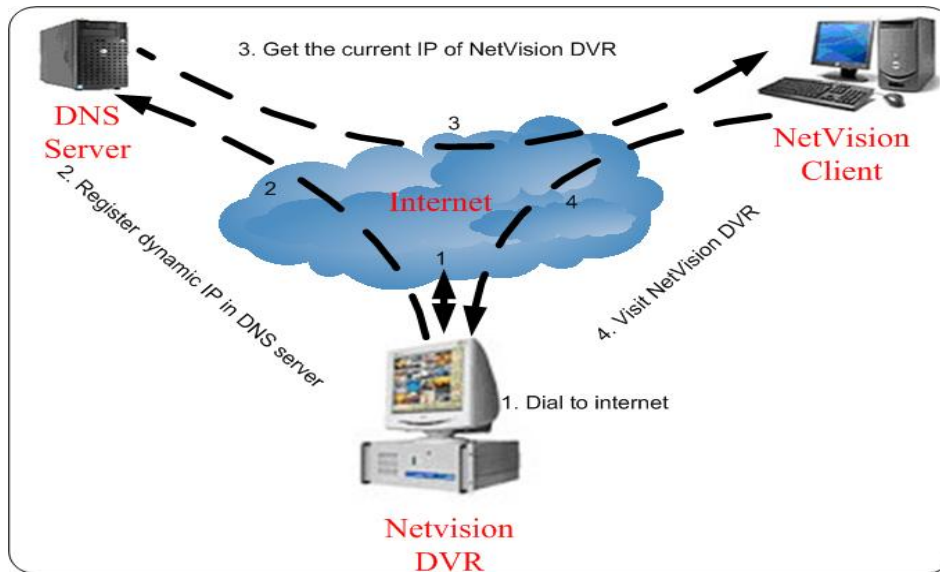 3. Get the current IP of NetVision DVR
DNS
Server
NetVision
Client
3
2
Internet
4
1
2. Register dynamic IP in DNS server
4. Visit NetVision DVR
1. Dial to internet
Netvision
DVR